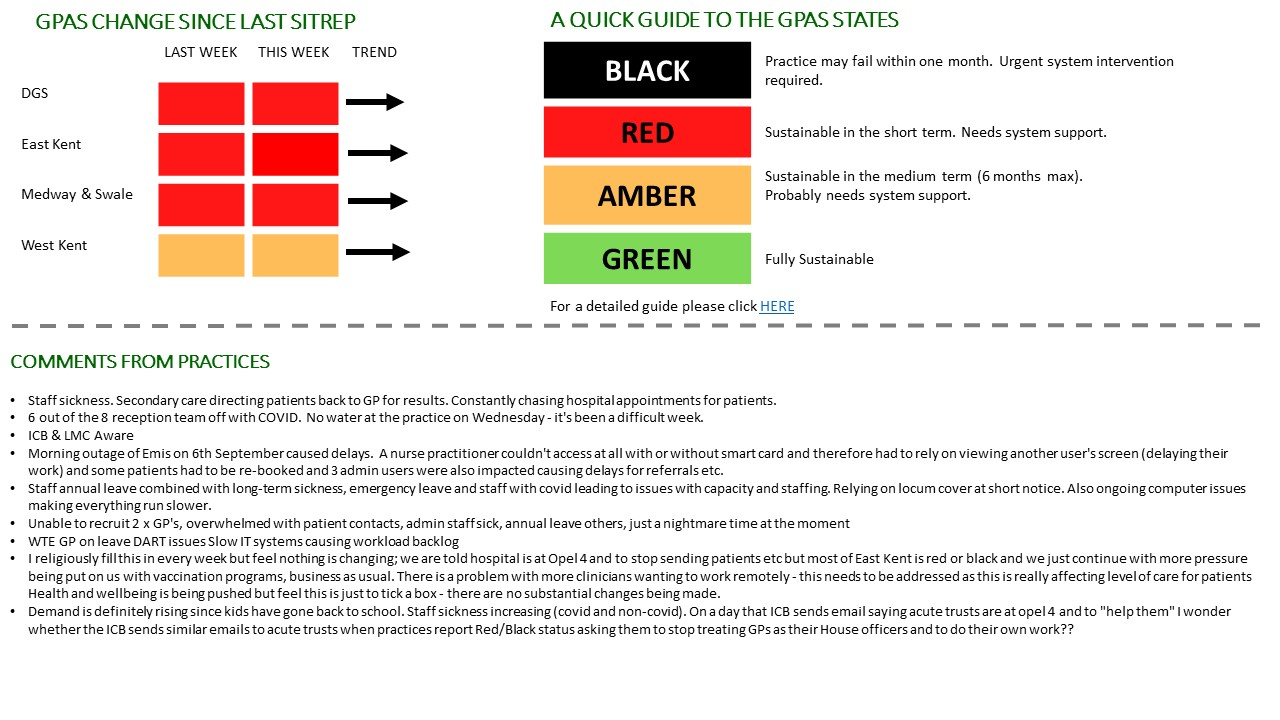 GPAS CHANGE SINCE LAST SITREP
LAST WEEK THIS WEEK TREND
DGS
East Kent
Medway & Swale
West Kent
A QUICK GUIDE TO THE GPAS STATES
BLACK
Practice may fail within one month. Urgent system intervention
required.
RED
Sustainable in the short term. Needs system support.
AMBER
Sustainable in the medium term (6 months max).
Probably needs system support.
GREEN
Fully Sustainable
For a detailed guide please click HERE
COMMENTS FROM PRACTICES
• Staff sickness. Secondary care directing patients back to GP for results. Constantly chasing hospital appointments for patients.
• 6 out of the 8 reception team off with COVID. No water at the practice on Wednesday - it's been a difficult week.
• ICB & LMC Aware
• Morning outage of Emis on 6th September caused delays. A nurse practitioner couldn't access at all with or without smart card and therefore had to rely on viewing another user's screen (delaying their
work) and some patients had to be re-booked and 3 admin users were also impacted causing delays for referrals etc.
• Staff annual leave combined with long-term sickness, emergency leave and staff with covid leading to issues with capacity and staffing. Relying on locum cover at short notice. Also ongoing computer issues
making everything run slower.
• Unable to recruit 2 x GP's, overwhelmed with patient contacts, admin staff sick, annual leave others, just a nightmare time at the moment
• WTE GP on leave DART issues Slow IT systems causing workload backlog
• I religiously fill this in every week but feel nothing is changing; we are told hospital is at Opel 4 and to stop sending patients etc but most of East Kent is red or black and we just continue with more pressure
being put on us with vaccination programs, business as usual. There is a problem with more clinicians wanting to work remotely - this needs to be addressed as this is really affecting level of care for patients
Health and wellbeing is being pushed but feel this is just to tick a box - there are no substantial changes being made.
• Demand is definitely rising since kids have gone back to school. Staff sickness increasing (covid and non-covid). On a day that ICB sends email saying acute trusts are at opel 4 and to "help them" I wonder
whether the ICB sends similar emails to acute trusts when practices report Red/Black status asking them to stop treating GPs as their House officers and to do their own work??